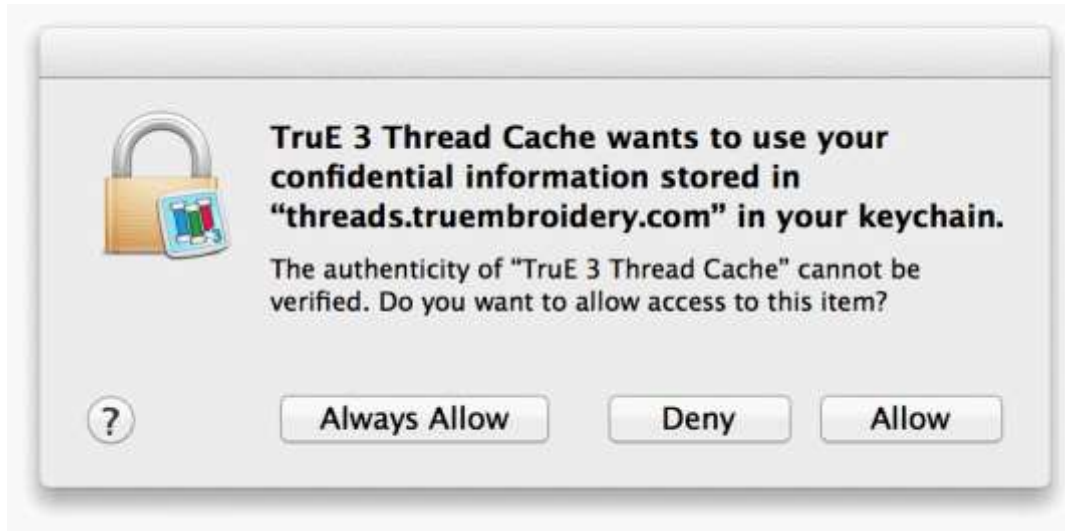 TruE 3 Thread Cache wants to use your
confidential information stored in
“threads.truembroidery.com” in your keychain.
The authenticity of “TruE 3 Thread Cache” cannot be
verified. Do you want to allow access to this item?
?
Always Allow
Deny
Allow